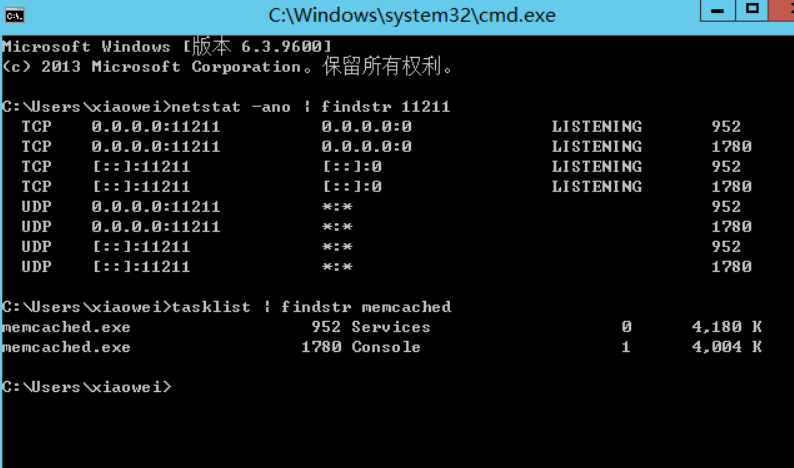 C:\Windows\system32\cmd.exe
Microsoft Windows [版本 6.3.9600]
(c) 2013 Microsoft Corporation。保留所有权利。
C:\Users\xiaowei>netstat -ano | findstr 11211
TCP 0.0.0.0:11211 0.0.0.0:0 LISTENING 952
TCP 0.0.0.0:11211 0.0.0.0:0 LISTENING 1780
TCP [::]:11211 [::]:0 LISTENING 952
TCP [::]:11211 [::]:0 LISTENING 1780
UDP 0.0.0.0:11211 *:* 952
UDP 0.0.0.0:11211 *:* 1780
UDP [::]:11211 *:* 952
UDP [::]:11211 *:* 1780
C:\Users\xiaowei>tasklist | findstr memcached
memcached.exe 952 Services 0 4,180 K
memcached.exe 1780 Console 1 4,004 K
C:\Users\xiaowei>